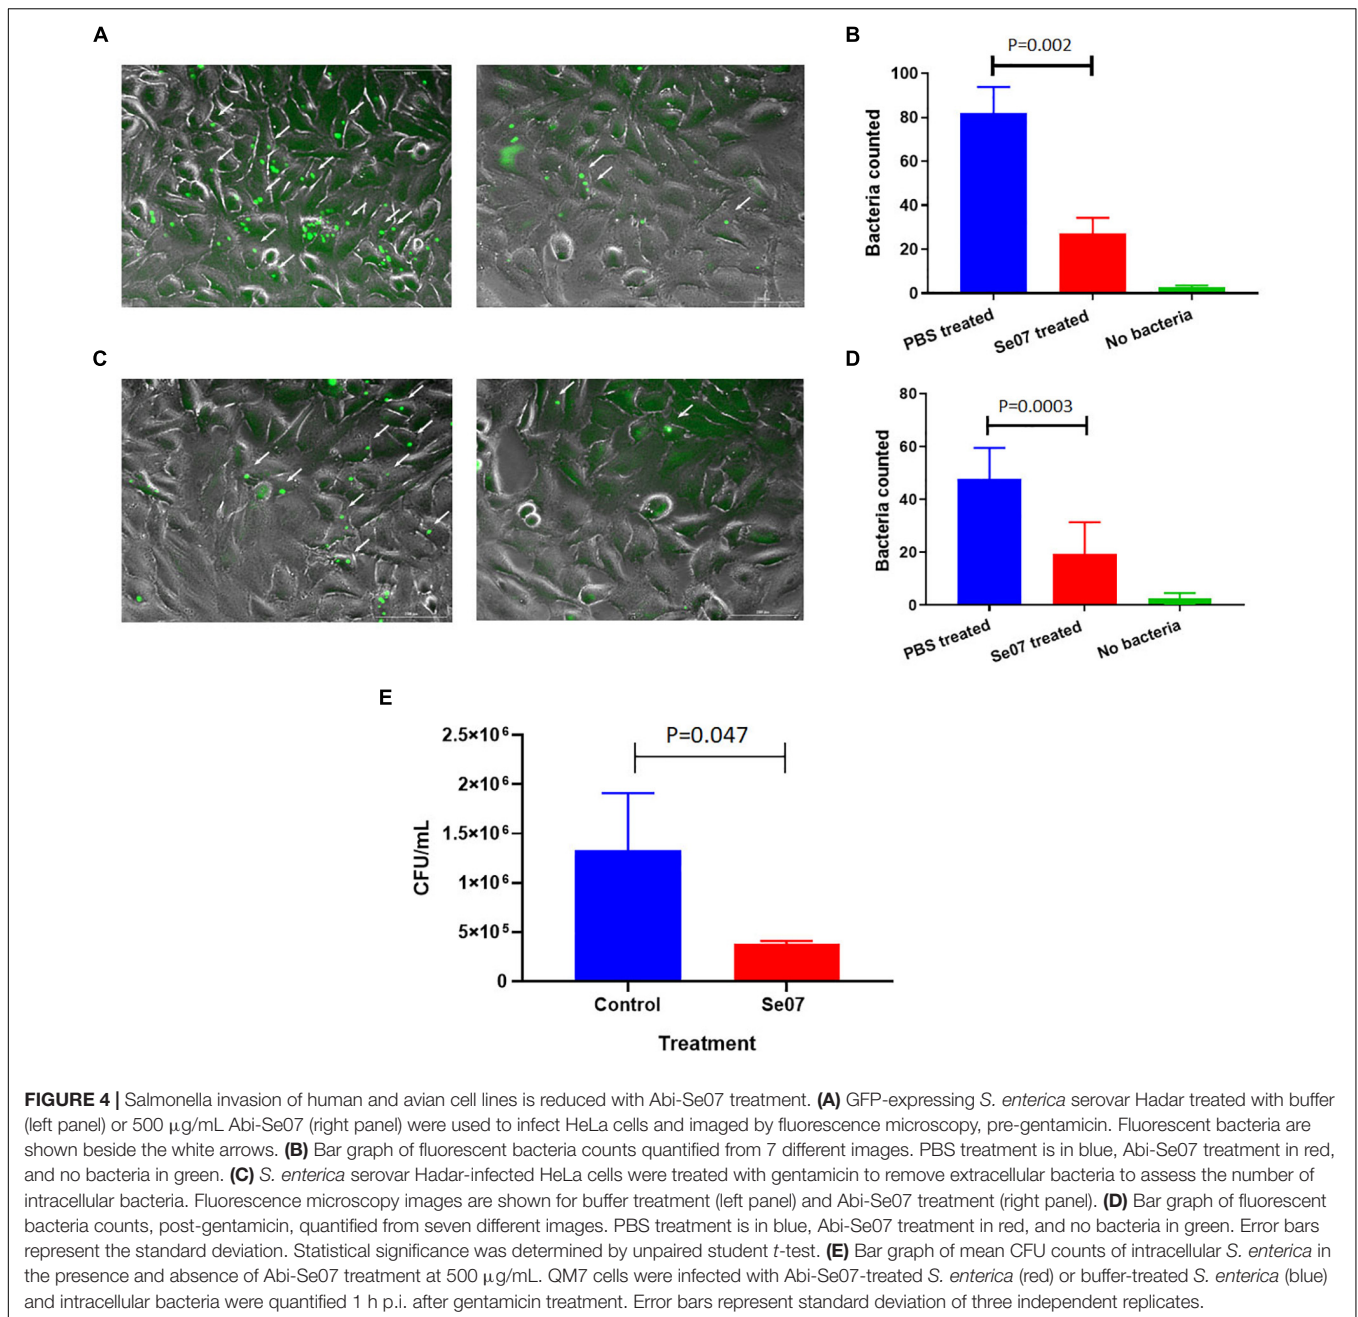 A
B
P=0.002
100
80
60
40
20
0
Bacteria counted
PBS treated
Se07 treated
No bacteria
C
D
P=0.0003
80
60
40
20
0
Bacteria counted
PBS treated
Se07 treated
No bacteria
E
P=0.047
2.5×10⁶
2×10⁶
1.5×10⁶
1×10⁶
5×10⁵
0
CFU/mL
Control
Se07
Treatment
FIGURE 4 | Salmonella invasion of human and avian cell lines is reduced with Abi-Se07 treatment. (A) GFP-expressing S. enterica serovar Hadar treated with buffer
(left panel) or 500 μg/mL Abi-Se07 (right panel) were used to infect HeLa cells and imaged by fluorescence microscopy, pre-gentamicin. Fluorescent bacteria are
shown beside the white arrows. (B) Bar graph of fluorescent bacteria counts quantified from 7 different images. PBS treatment is in blue, Abi-Se07 treatment in red,
and no bacteria in green. (C) S. enterica serovar Hadar-infected HeLa cells were treated with gentamicin to remove extracellular bacteria to assess the number of
intracellular bacteria. Fluorescence microscopy images are shown for buffer treatment (left panel) and Abi-Se07 treatment (right panel). (D) Bar graph of fluorescent
bacteria counts, post-gentamicin, quantified from seven different images. PBS treatment is in blue, Abi-Se07 treatment in red, and no bacteria in green. Error bars
represent the standard deviation. Statistical significance was determined by unpaired student t-test. (E) Bar graph of mean CFU counts of intracellular S. enterica in
the presence and absence of Abi-Se07 treatment at 500 μg/mL. QM7 cells were infected with Abi-Se07-treated S. enterica (red) or buffer-treated S. enterica (blue)
and intracellular bacteria were quantified 1 h p.i. after gentamicin treatment. Error bars represent standard deviation of three independent replicates.